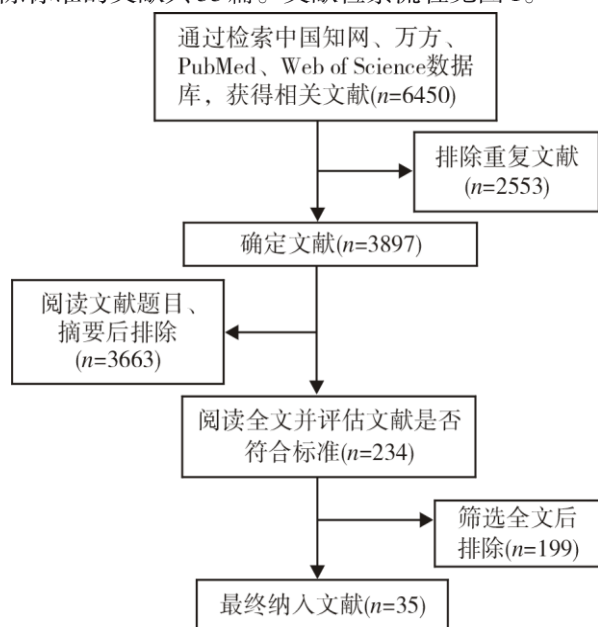 通过检索中国知网、万方、
PubMed、Web of Science数据
库，获得相关文献(n=6450)
排除重复文献
(n=2553)
确定文献(n=3897)
阅读文献题目、
摘要后排除
(n=3663)
阅读全文并评估文献是否
符合标准(n=234)
筛选全文后
排除(n=199)
最终纳入文献(n=35)